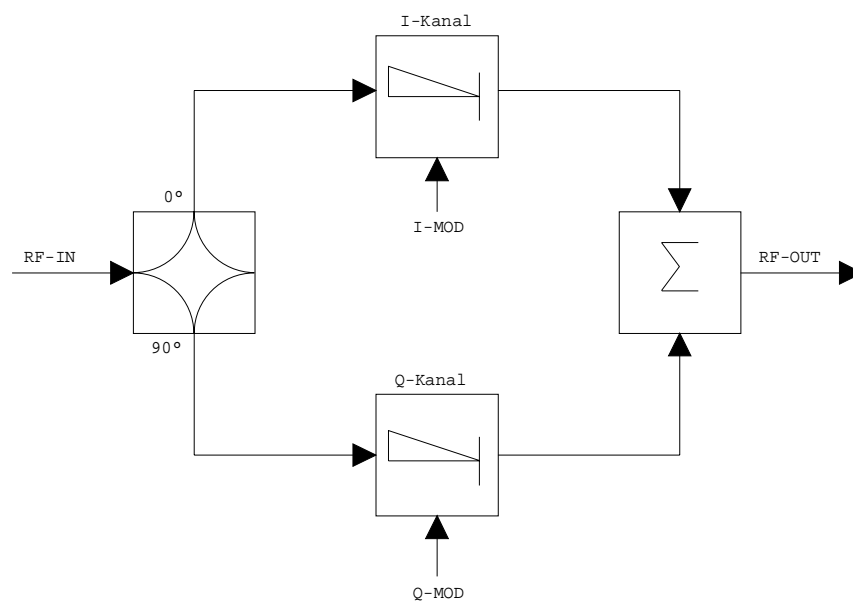 I-Kanal
0°
I-MOD
RF-IN
Σ
RF-OUT
90°
Q-Kanal
Q-MOD